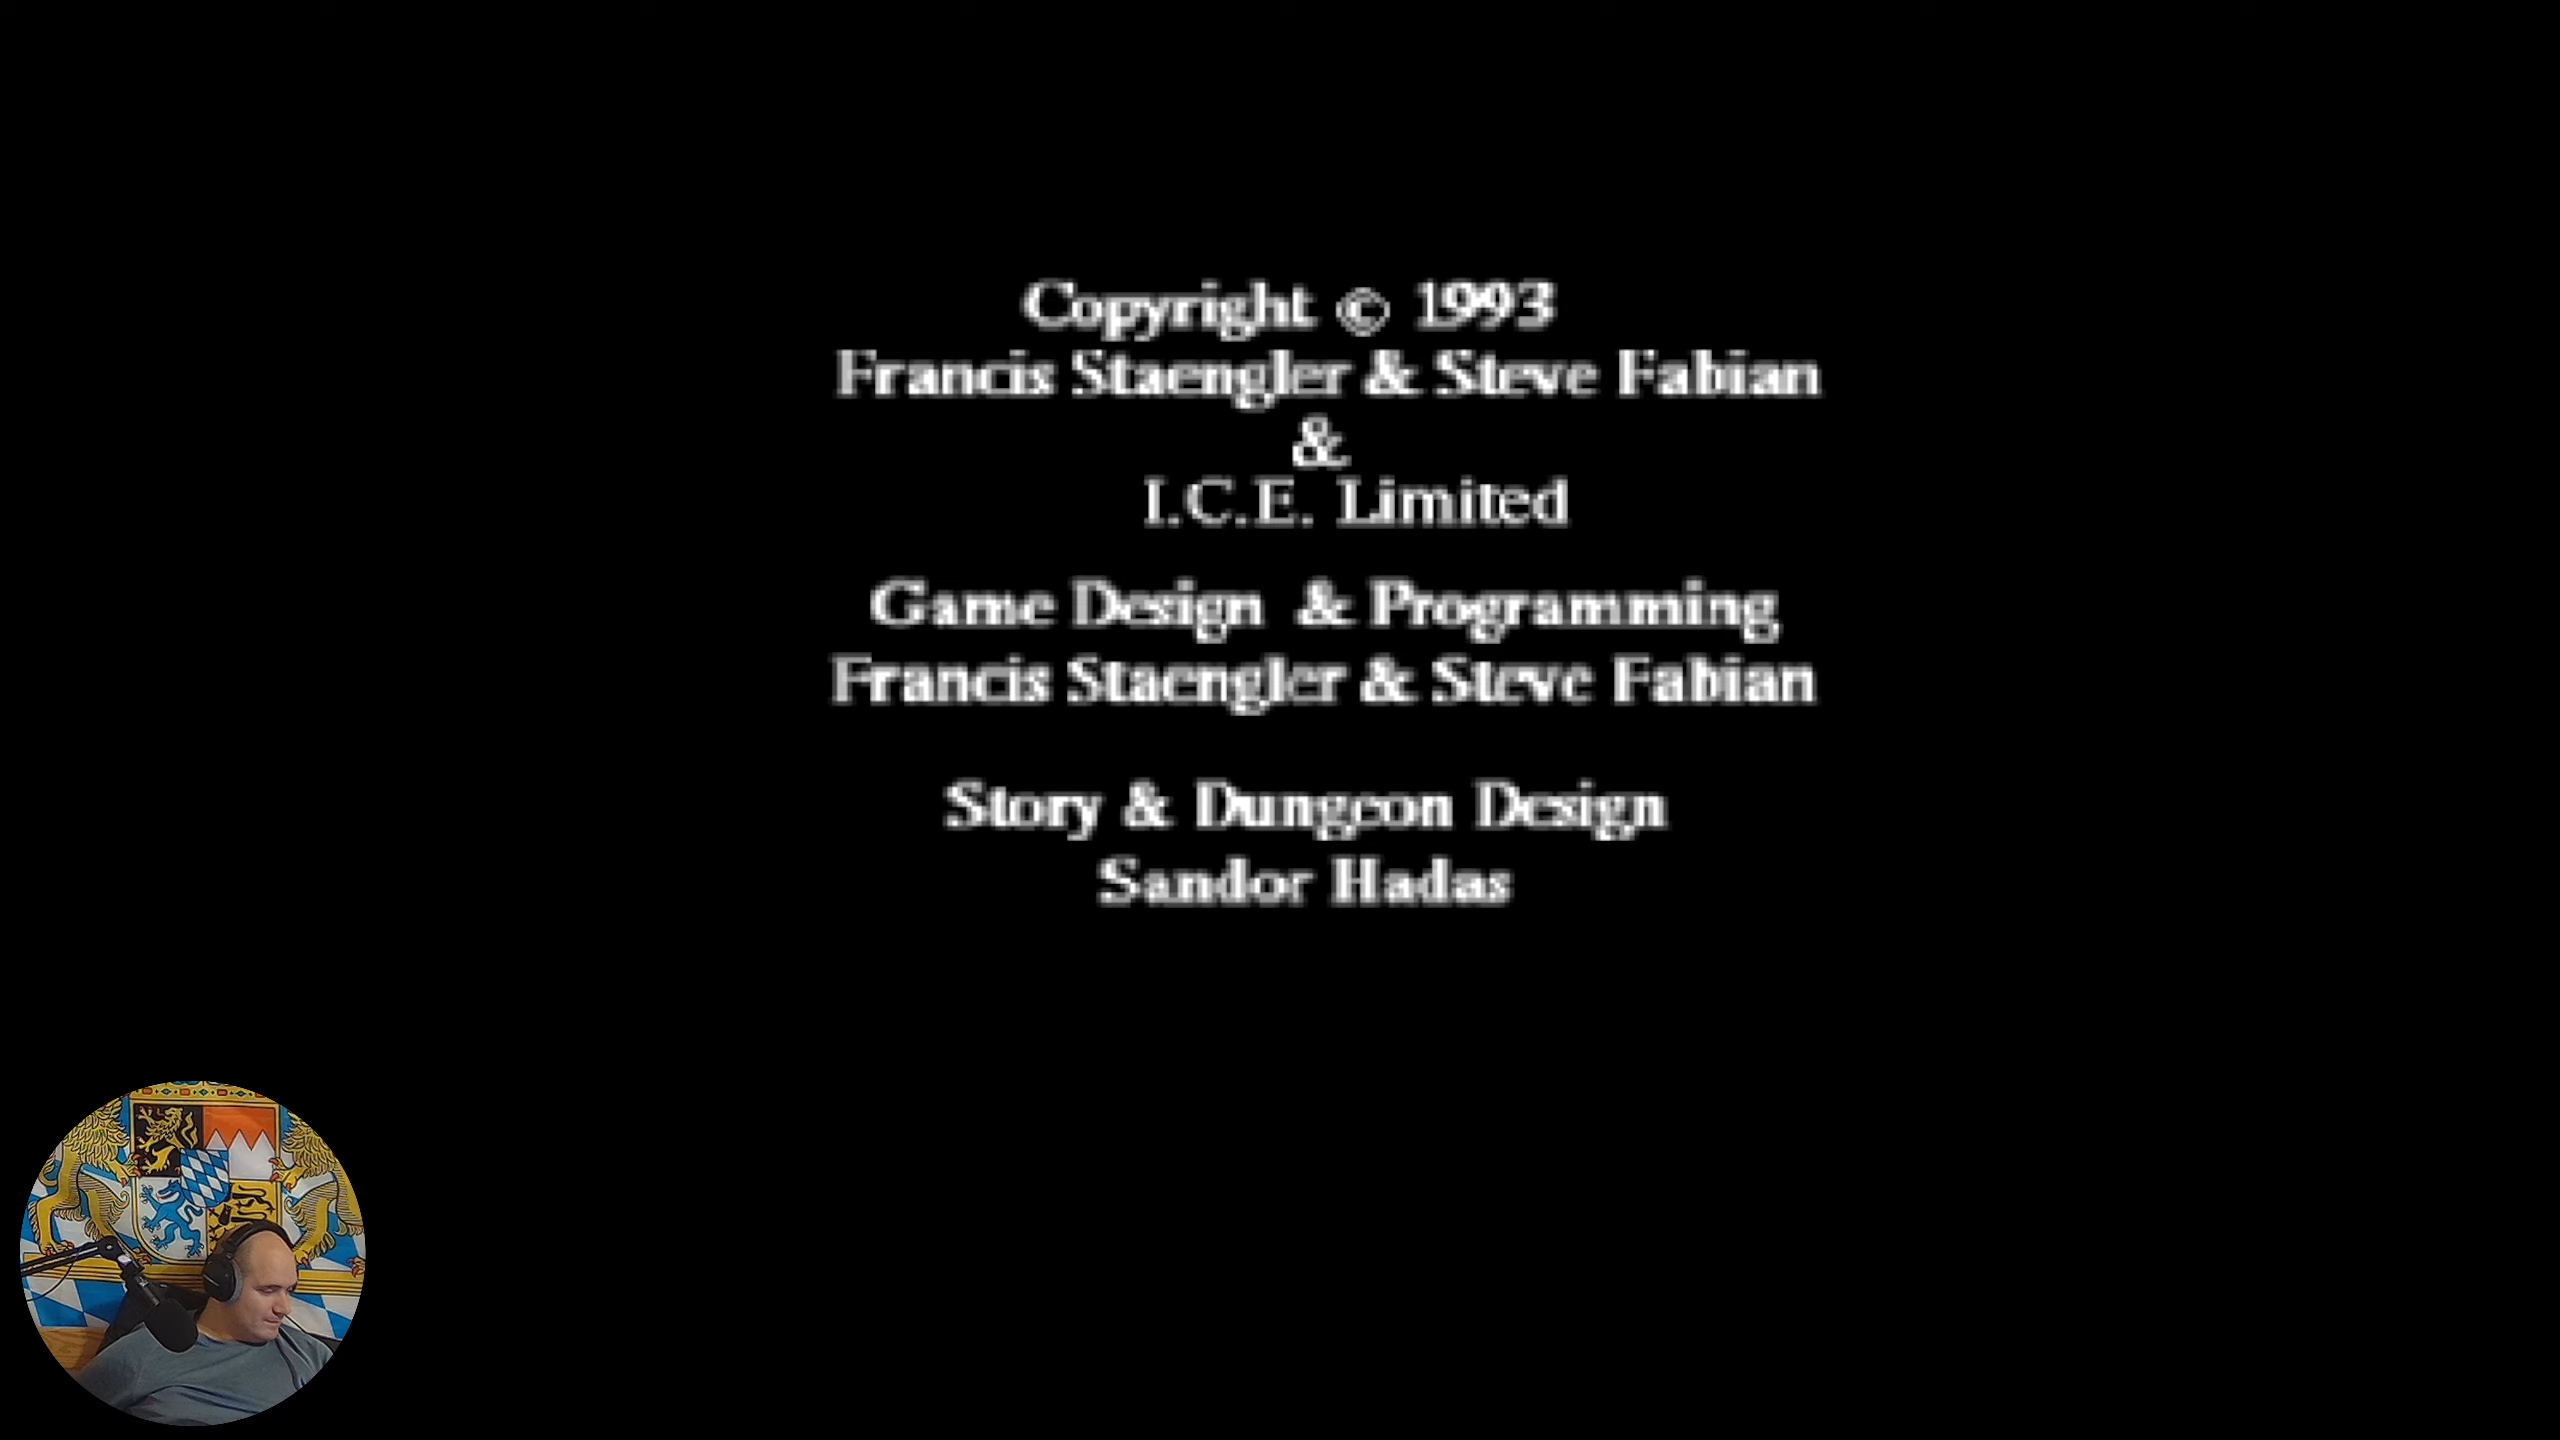 Copyright © 1993
Francis Staengler & Steve Fabian
&
I.C.E. Limited
Game Design & Programming
Francis Staengler & Steve Fabian
Story & Dungeon Design
Sandor Hadas